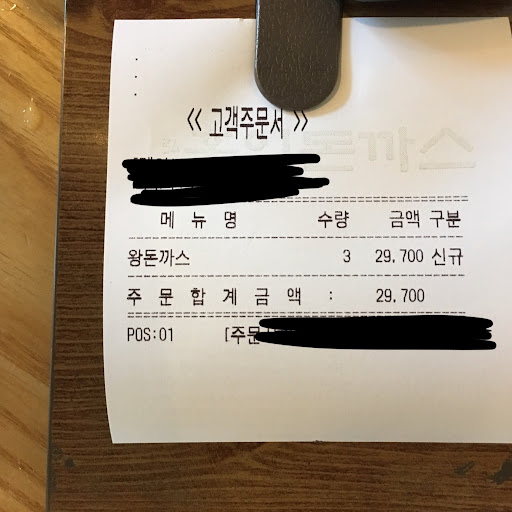 《 고객주문서 》
메 뉴 명 수량 금액 구분
왕돈까스 3 29,700 신규
주 문 합 계 금 액 : 29,700
POS:01 [주문